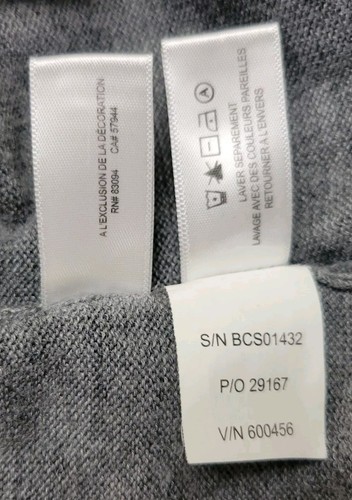 A L'EXCLUSION DE LA DÉCORATION
RN# 83094 CA# 57944
LAVER SEPAREMENT
LAVAGE AVEC DES COULEURS PAREILLES
RETOURNER A L'ENVERS
S/N BCS01432
P/O 29167
V/N 600456